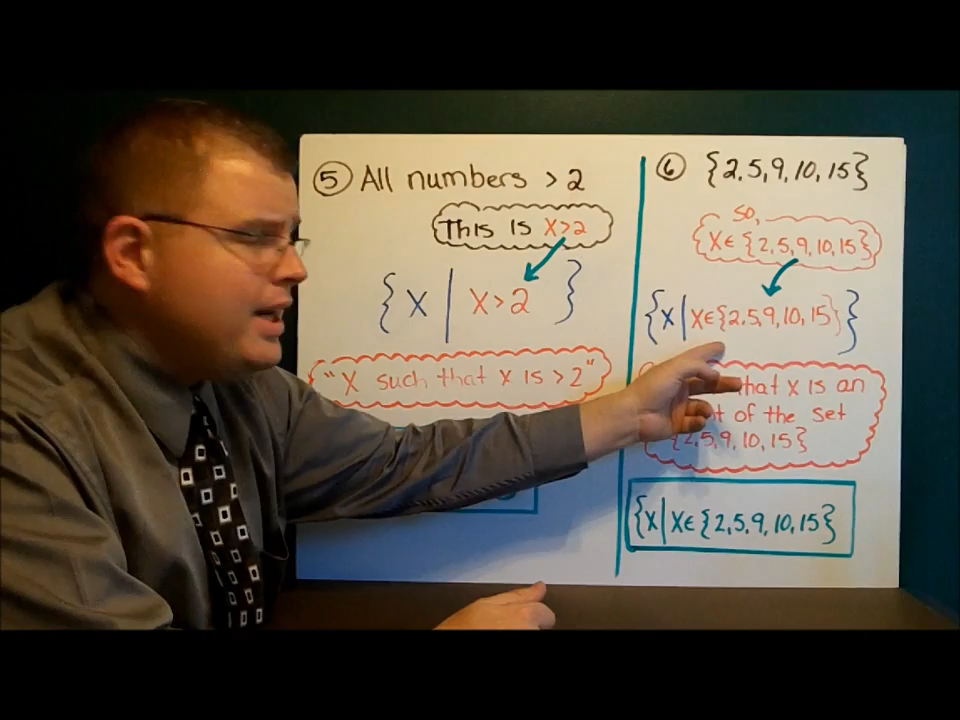 5 All numbers > 2
This is x>2
{ x | x>2 }
"x such that x is >2"
6 {2,5,9,10,15}
so,
x∈{2,5,9,10,15}
{x|x∈{2,5,9,10,15}}
that x is an
of the set
{2,5,9,10,15}
{x|x∈{2,5,9,10,15}